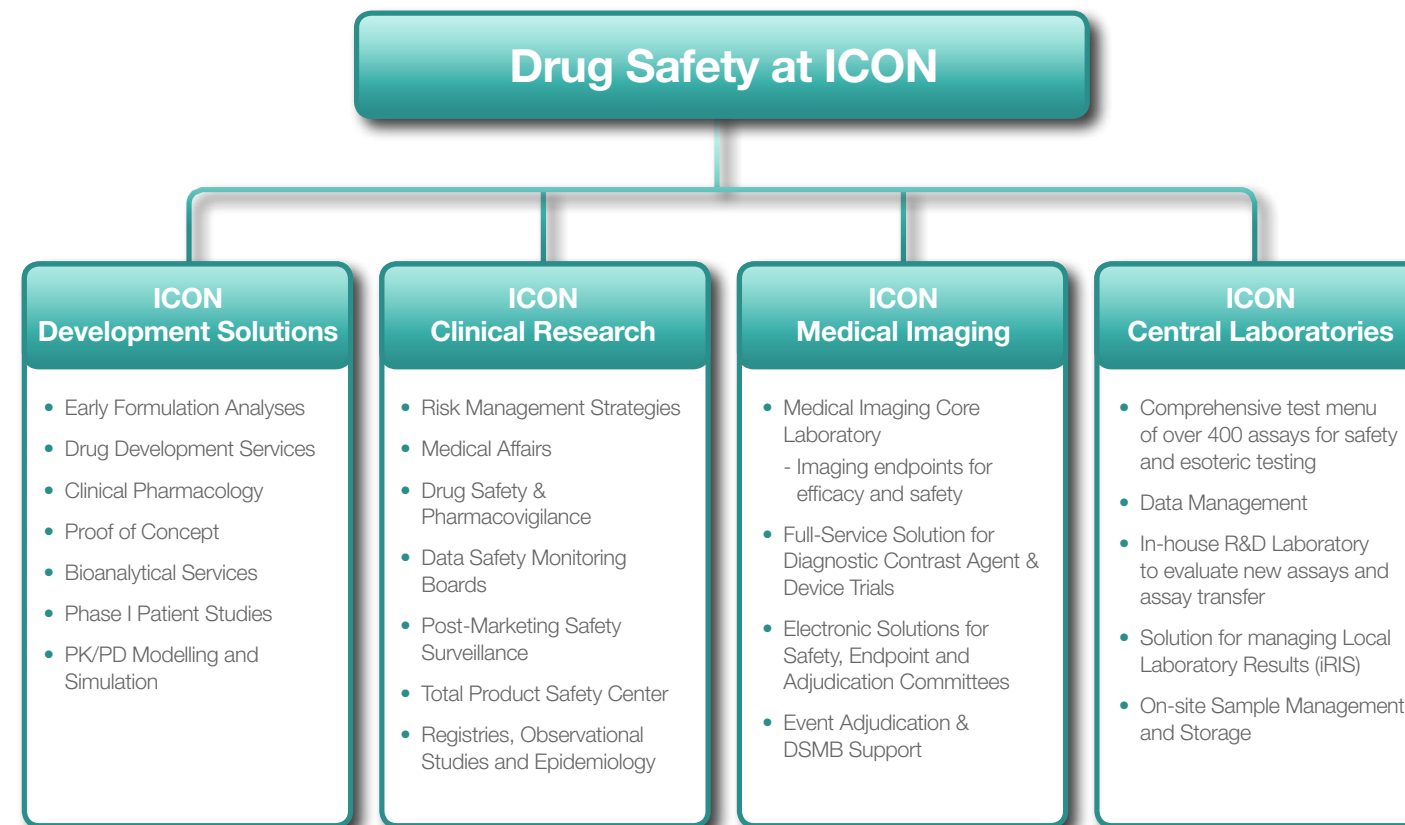 Drug Safety at ICON
ICON
Development Solutions
• Early Formulation Analyses
• Drug Development Services
• Clinical Pharmacology
• Proof of Concept
• Bioanalytical Services
• Phase I Patient Studies
• PK/PD Modelling and
Simulation
ICON
Clinical Research
• Risk Management Strategies
• Medical Affairs
• Drug Safety &
Pharmacovigilance
• Data Safety Monitoring
Boards
• Post-Marketing Safety
Surveillance
• Total Product Safety Center
• Registries, Observational
Studies and Epidemiology
ICON
Medical Imaging
• Medical Imaging Core
Laboratory
- Imaging endpoints for
efficacy and safety
• Full-Service Solution for
Diagnostic Contrast Agent &
Device Trials
• Electronic Solutions for
Safety, Endpoint and
Adjudication Committees
• Event Adjudication &
DSMB Support
ICON
Central Laboratories
• Comprehensive test menu
of over 400 assays for safety
and esoteric testing
• Data Management
• In-house R&D Laboratory
to evaluate new assays and
assay transfer
• Solution for managing Local
Laboratory Results (iRIS)
• On-site Sample Management
and Storage